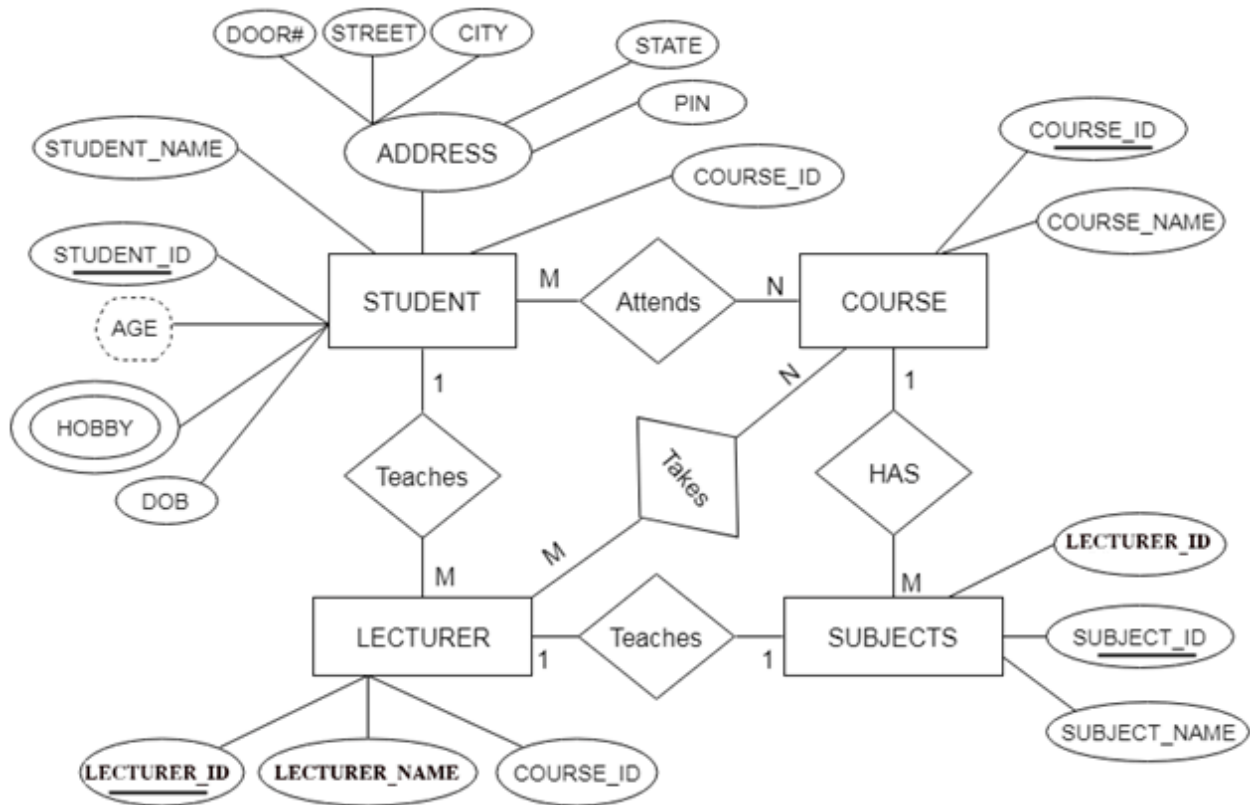 DOOR#
STREET
CITY
STATE
PIN
ADDRESS
STUDENT_NAME
COURSE_ID
COURSE_ID
COURSE_NAME
STUDENT_ID
AGE
HOBBY
DOB
STUDENT
M
Attends
N
COURSE
1
Teaches
M
N
Takes
M
1
HAS
M
LECTURER
1
Teaches
1
SUBJECTS
LECTURER_ID
SUBJECT_ID
SUBJECT_NAME
LECTURER_ID
LECTURER_NAME
COURSE_ID